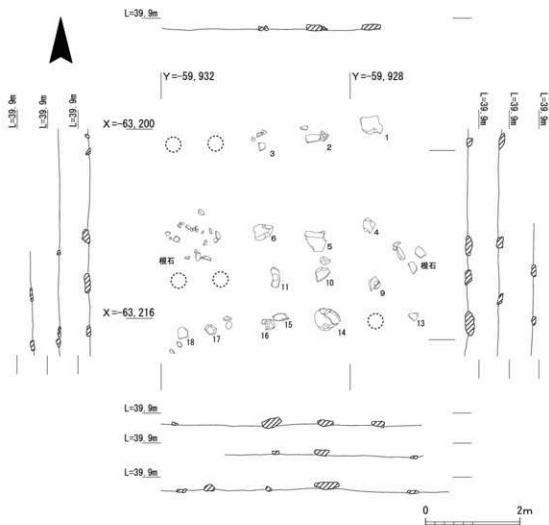 L=39.9m
Y=-59,932
Y=-59,928
L=39.9m
L=39.9m
L=39.9m
L=39.9m
L=39.9m
L=39.9m
X=-63,200
3
2
1
6
5
4
根石
根石
11
10
9
X=-63,216
18
17
16
15
14
13
L=39.9m
L=39.9m
L=39.9m
0
2m